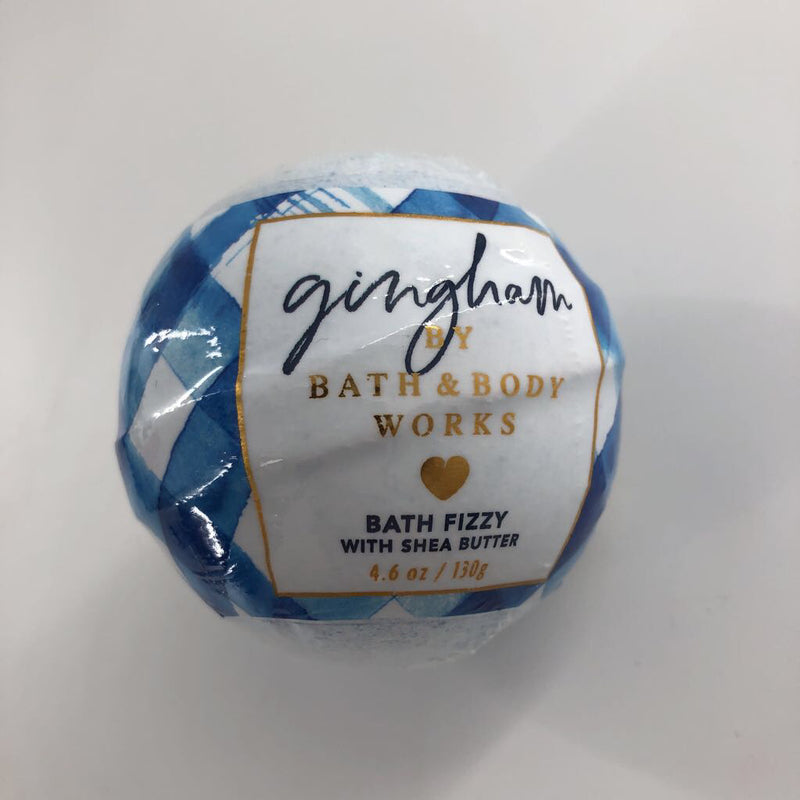 gingham
BY
BATH & BODY
WORKS
BATH FIZZY
WITH SHEA BUTTER
4.6 oz / 130g